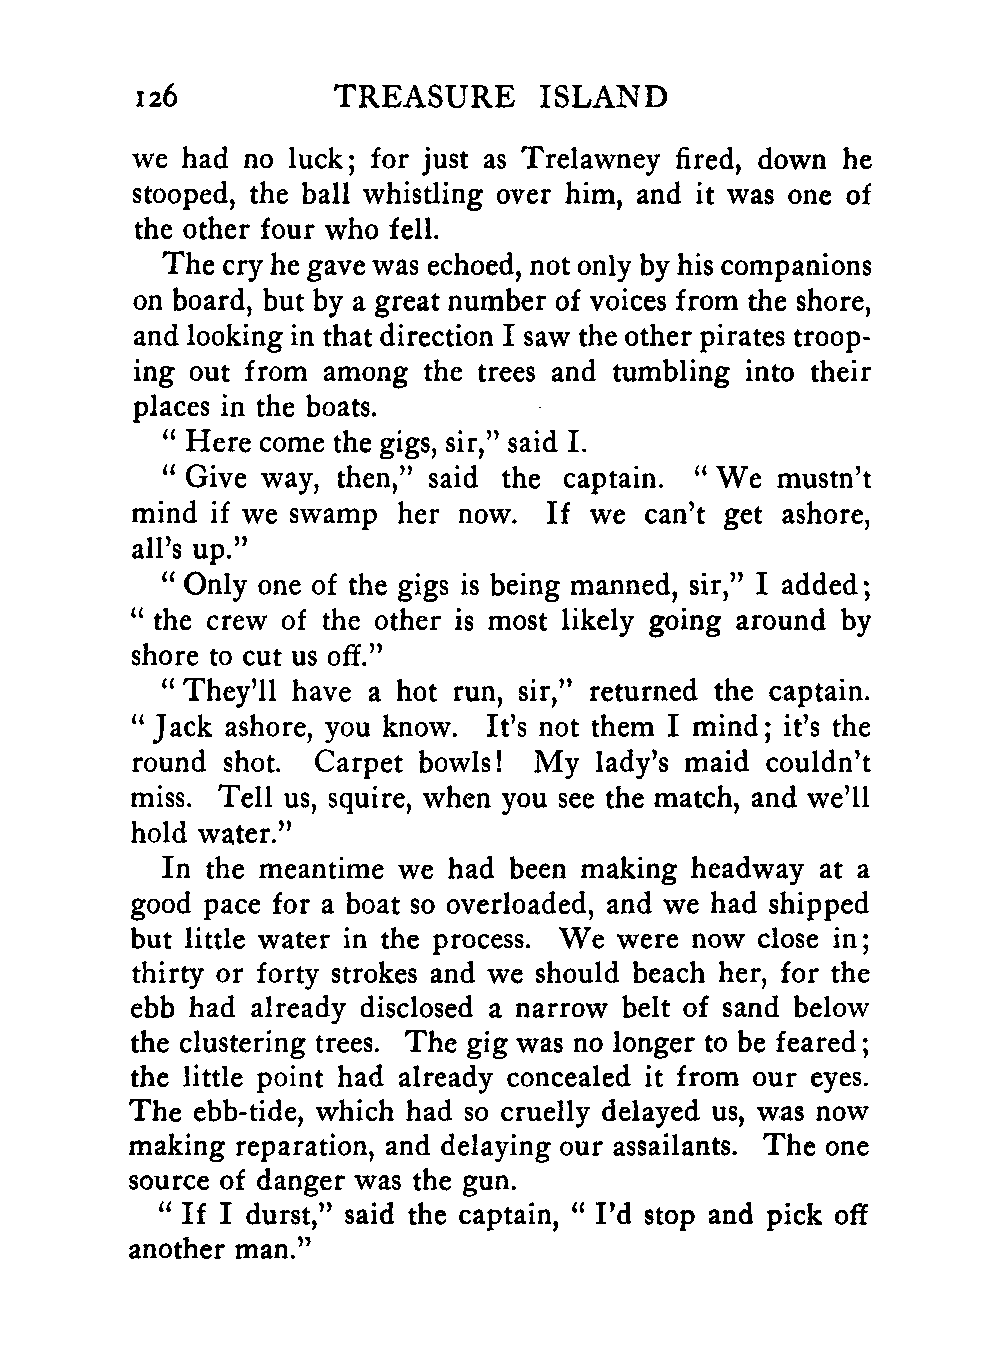 126 TREASURE ISLAND
we had no luck; for just as Trelawney fired, down he
stooped, the ball whistling over him, and it was one of
the other four who fell.
The cry he gave was echoed, not only by his companions
on board, but by a great number of voices from the shore,
and looking in that direction I saw the other pirates troop-
ing out from among the trees and tumbling into their
places in the boats.
“ Here come the gigs, sir,” said I.
“ Give way, then,” said the captain. “ We mustn’t
mind if we swamp her now. If we can’t get ashore,
all’s up.”
“ Only one of the gigs is being manned, sir,” I added;
“ the crew of the other is most likely going around by
shore to cut us off.”
“ They’ll have a hot run, sir,” returned the captain.
“ Jack ashore, you know. It’s not them I mind; it’s the
round shot. Carpet bowls! My lady’s maid couldn’t
miss. Tell us, squire, when you see the match, and we’ll
hold water.”
In the meantime we had been making headway at a
good pace for a boat so overloaded, and we had shipped
but little water in the process. We were now close in;
thirty or forty strokes and we should beach her, for the
ebb had already disclosed a narrow belt of sand below
the clustering trees. The gig was no longer to be feared;
the little point had already concealed it from our eyes.
The ebb-tide, which had so cruelly delayed us, was now
making reparation, and delaying our assailants. The one
source of danger was the gun.
“ If I durst,” said the captain, “ I’d stop and pick off
another man.”